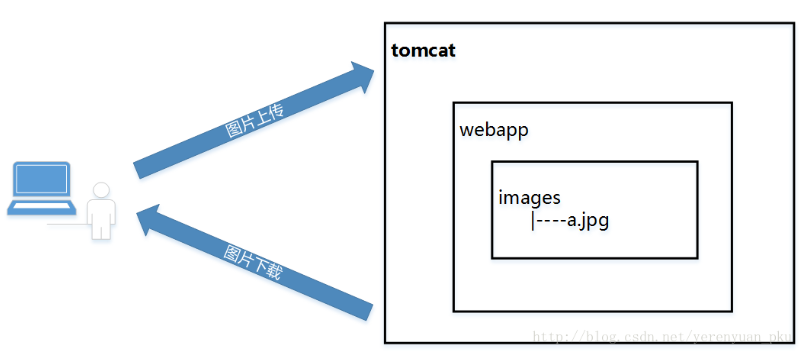 tomcat
图片上传
webapp
images
|----a.jpg
图片下载
http://blog.csdn.net/yerenyuan_pku